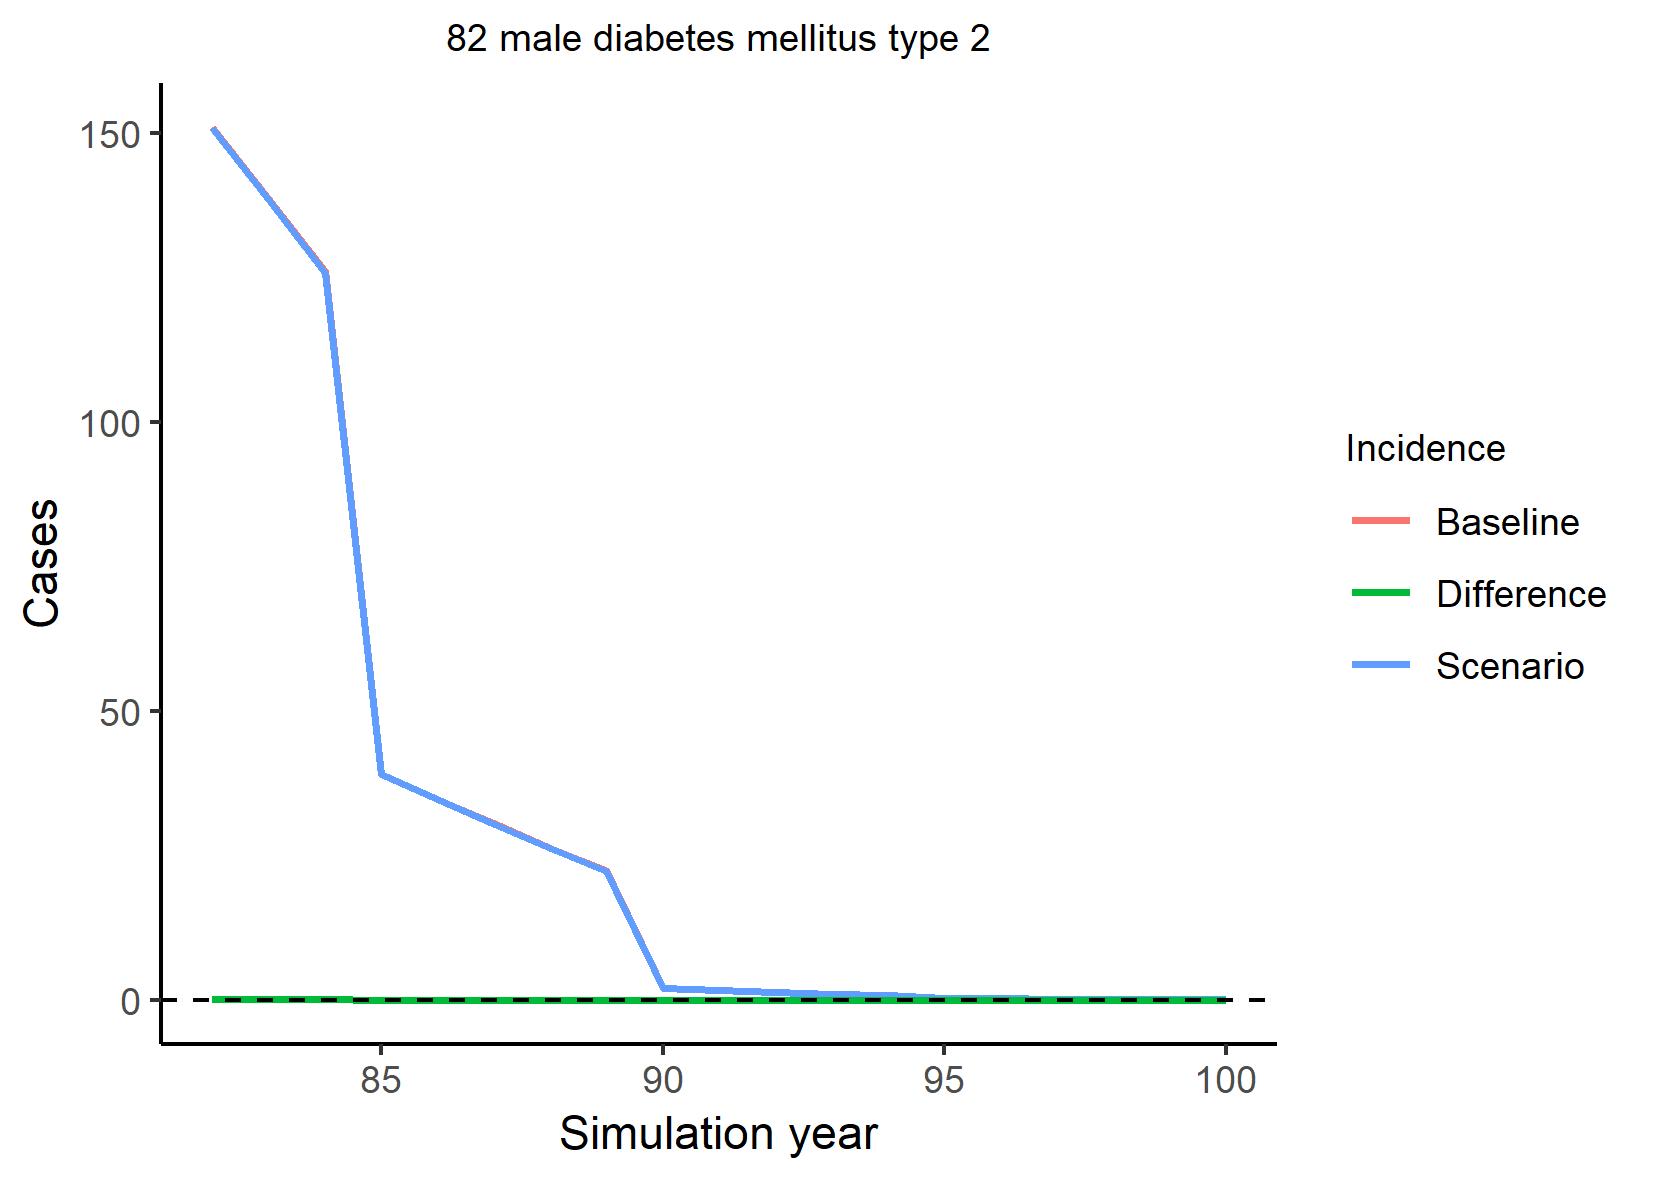 82 male diabetes mellitus type 2
150
100
50
0
Cases
85 90 95 100
Simulation year
Incidence
Baseline
Difference
Scenario